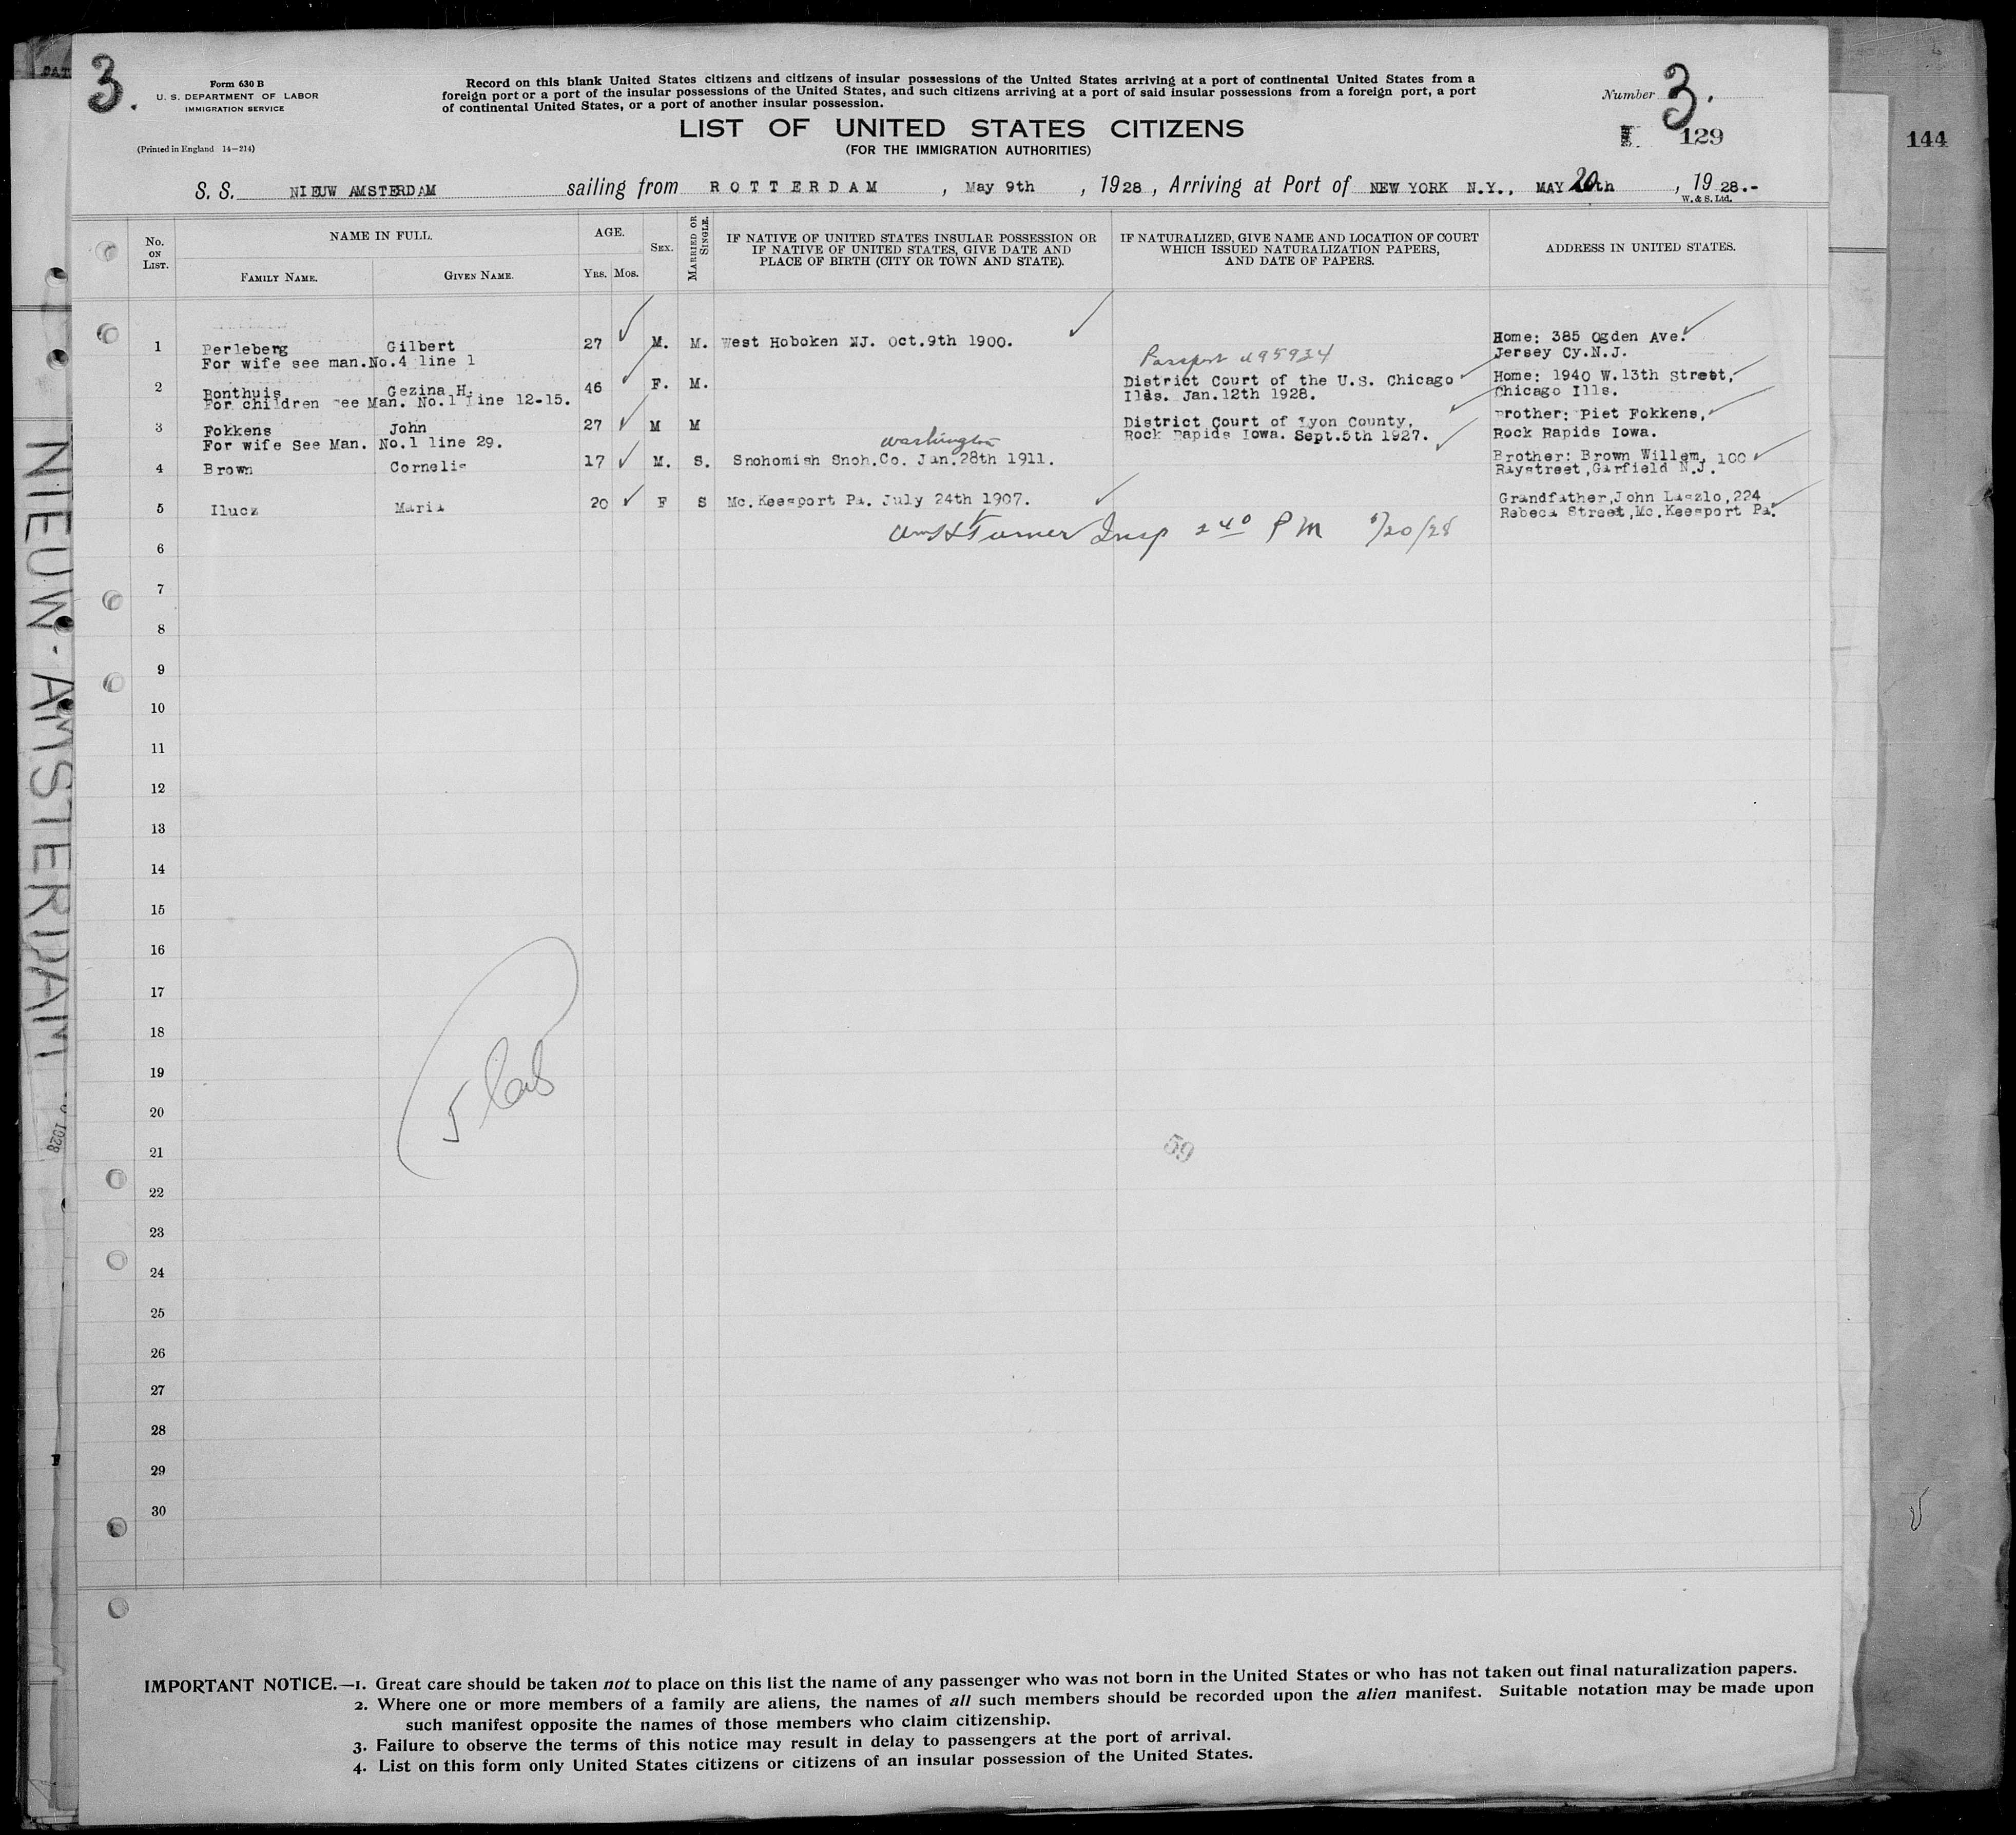 3.
Form 630 B
U. S. DEPARTMENT OF LABOR
IMMIGRATION SERVICE
(Printed in England 14—214)
Record on this blank United States citizens and citizens of insular possessions of the United States arriving at a port of continental United States from a
foreign port or a port of the insular possessions of the United States, and such citizens arriving at a port of said insular possessions from a foreign port, a port
of continental United States, or a port of another insular possession.
LIST OF UNITED STATES CITIZENS
(FOR THE IMMIGRATION AUTHORITIES)
Number 3.
129
144
S. S. NIEUW AMSTERDAM sailing from ROTTERDAM , May 9th , 1928 , Arriving at Port of NEW YORK N.Y., MAY 20th , 19 28.-
W. & S. Ltd.
No. ON LIST.
NAME IN FULL.
FAMILY NAME.
GIVEN NAME.
AGE.
YRS. MOS.
SEX.
MARRIED OR SINGLE.
IF NATIVE OF UNITED STATES INSULAR POSSESSION OR
IF NATIVE OF UNITED STATES, GIVE DATE AND
PLACE OF BIRTH (CITY OR TOWN AND STATE).
IF NATURALIZED, GIVE NAME AND LOCATION OF COURT
WHICH ISSUED NATURALIZATION PAPERS,
AND DATE OF PAPERS.
ADDRESS IN UNITED STATES.
1 Perleberg Gilbert 27 M. M. West Hoboken NJ. Oct.9th 1900. Home: 385 Ogden Ave.
For wife see man.No.4 line 1 Jersey Cy.N.J.
Passport 495934
2 Ponthuis Gezina H. 46 F. M. District Court of the U.S. Chicago Home: 1940 W.13th Street,
For children see Man. No.1 line 12-15. Ills. Jan.12th 1928. Chicago Ills.
3 Fokkens John 27 M M District Court of Lyon County, Brother: Piet Fokkens,
For wife See Man. No.1 line 29. Rock Rapids Iowa. Sept.5th 1927. Rock Rapids Iowa.
Washington
4 Brown Cornelis 17 M. S. Snohomish Snoh.Co. Jan.28th 1911. Brother: Brown Willem, 100
Raystreet,Garfield N.J.
5 Ilucz Maria 20 F S Mc.Keesport Pa. July 24th 1907. Grandfather,John Laszlo,224
Rebeca Street,Mc.Keesport Pa.
Turner Insp 2 40 PM 5/20/28
6
7
8
9
10
11
12
13
14
15
16
17
18
19
20
21
22
23
24
25
26
27
28
29
30
5
59
NIEUW·AMSTERDAM
1928
IMPORTANT NOTICE.—1. Great care should be taken not to place on this list the name of any passenger who was not born in the United States or who has not taken out final naturalization papers.
2. Where one or more members of a family are aliens, the names of all such members should be recorded upon the alien manifest. Suitable notation may be made upon
such manifest opposite the names of those members who claim citizenship.
3. Failure to observe the terms of this notice may result in delay to passengers at the port of arrival.
4. List on this form only United States citizens or citizens of an insular possession of the United States.